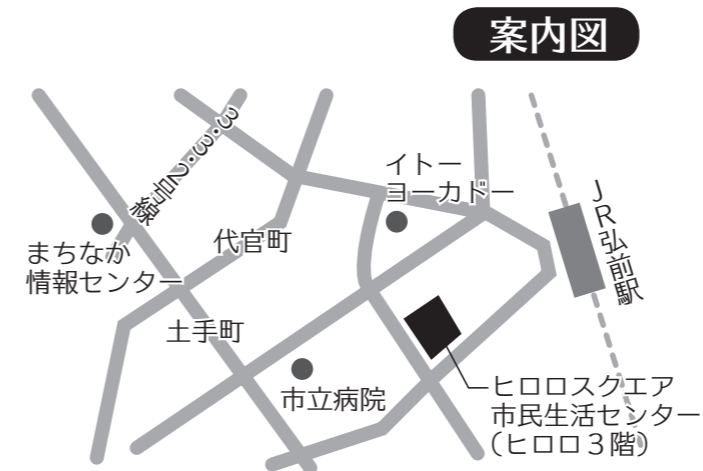 案内図
3・3・2号線
イトー
ヨーカドー
JR弘前駅
まちなか
情報センター
代官町
土手町
市立病院
ヒロロスクエア
市民生活センター
（ヒロロ３階）